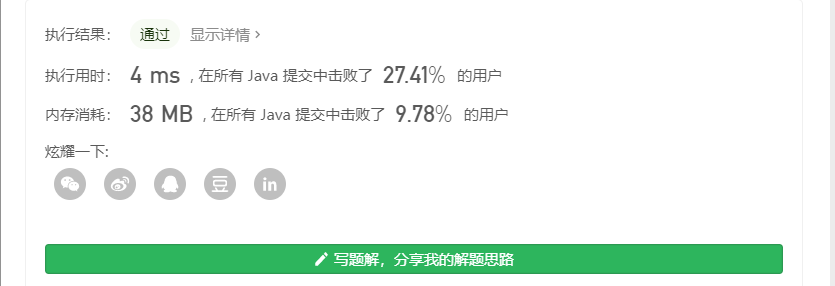 执行结果： 通过 显示详情 ›
执行用时： 4 ms , 在所有 Java 提交中击败了 27.41% 的用户
内存消耗： 38 MB , 在所有 Java 提交中击败了 9.78% 的用户
炫耀一下:
豆 in
写题解，分享我的解题思路